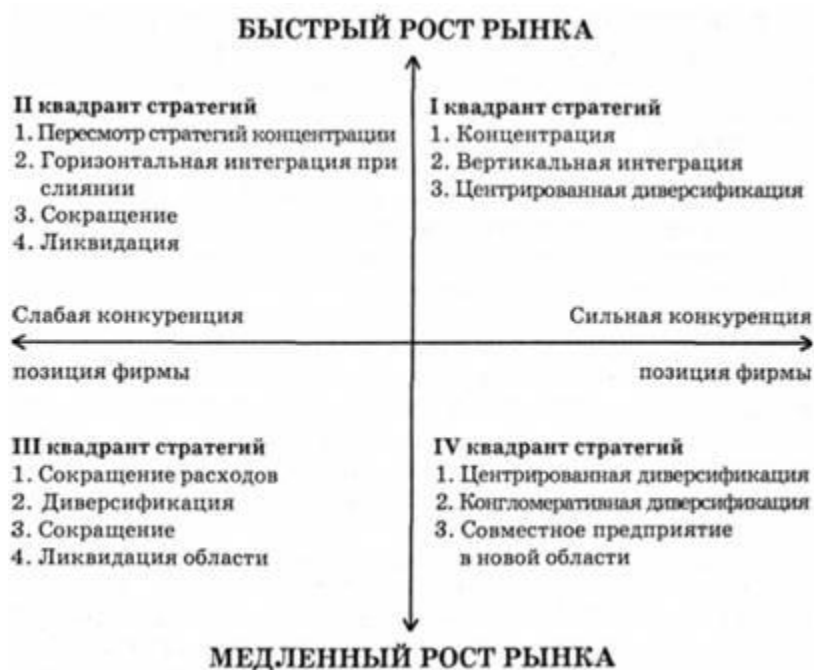 БЫСТРЫЙ РОСТ РЫНКА
II квадрант стратегий
1. Пересмотр стратегий концентрации
2. Горизонтальная интеграция при
слиянии
3. Сокращение
4. Ликвидация
I квадрант стратегий
1. Концентрация
2. Вертикальная интеграция
3. Центрированная диверсификация
Слабая конкуренция
Сильная конкуренция
позиция фирмы
позиция фирмы
III квадрант стратегий
1. Сокращение расходов
2. Диверсификация
3. Сокращение
4. Ликвидация области
IV квадрант стратегий
1. Центрированная диверсификация
2. Конгломеративная диверсификация
3. Совместное предприятие
в новой области
МЕДЛЕННЫЙ РОСТ РЫНКА